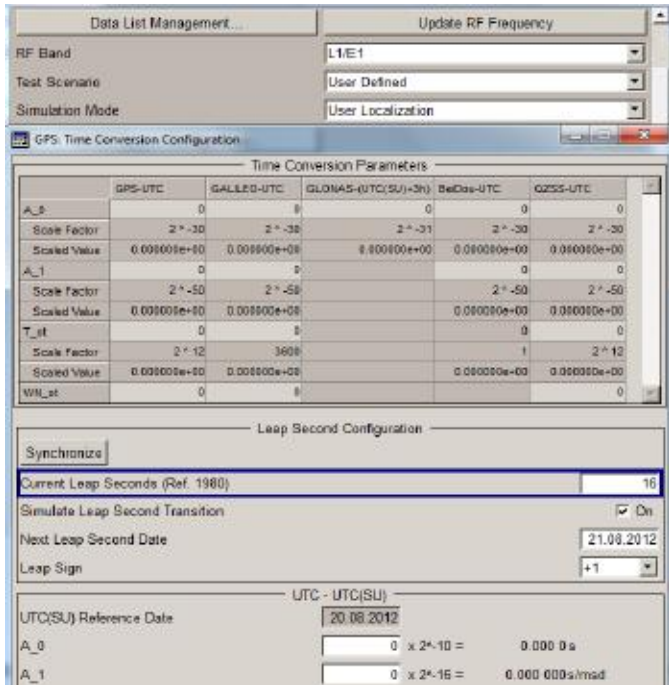 Data List Management... Update RF Frequency
RF Band L1/E1
Test Scenario User Defined
Simulation Mode User Localization
GPS: Time Conversion Configuration
Time Conversion Parameters
GPS-UTC GALILEO-UTC GLONAS-(UTC(SU)+3h) BeiDou-UTC QZSS-UTC
A_0 0 0 0 0 0
Scale Factor 2 ^ -30 2 ^ -30 2 ^ -31 2 ^ -30 2 ^ -30
Scaled Value 0.000000e+00 0.000000e+00 0.000000e+00 0.000000e+00 0.000000e+00
A_1 0 0 0 0
Scale Factor 2 ^ -50 2 ^ -50 2 ^ -50 2 ^ -50
Scaled Value 0.000000e+00 0.000000e+00 0.000000e+00 0.000000e+00
T_ot 0 0 0 0
Scale Factor 2 ^ 12 3600 1 2 ^ 12
Scaled Value 0.000000e+00 0.000000e+00 0.000000e+00 0.000000e+00
WN_ot 0 0 0
Leap Second Configuration
Synchronize
Current Leap Seconds (Ref. 1980) 16
Simulate Leap Second Transition On
Next Leap Second Date 21.08.2012
Leap Sign +1
UTC - UTC(SU)
UTC(SU) Reference Date 20.08.2012
A_0 0 x 2^-10 = 0.000 0 s
A_1 0 x 2^-16 = 0.000 000 s/msd